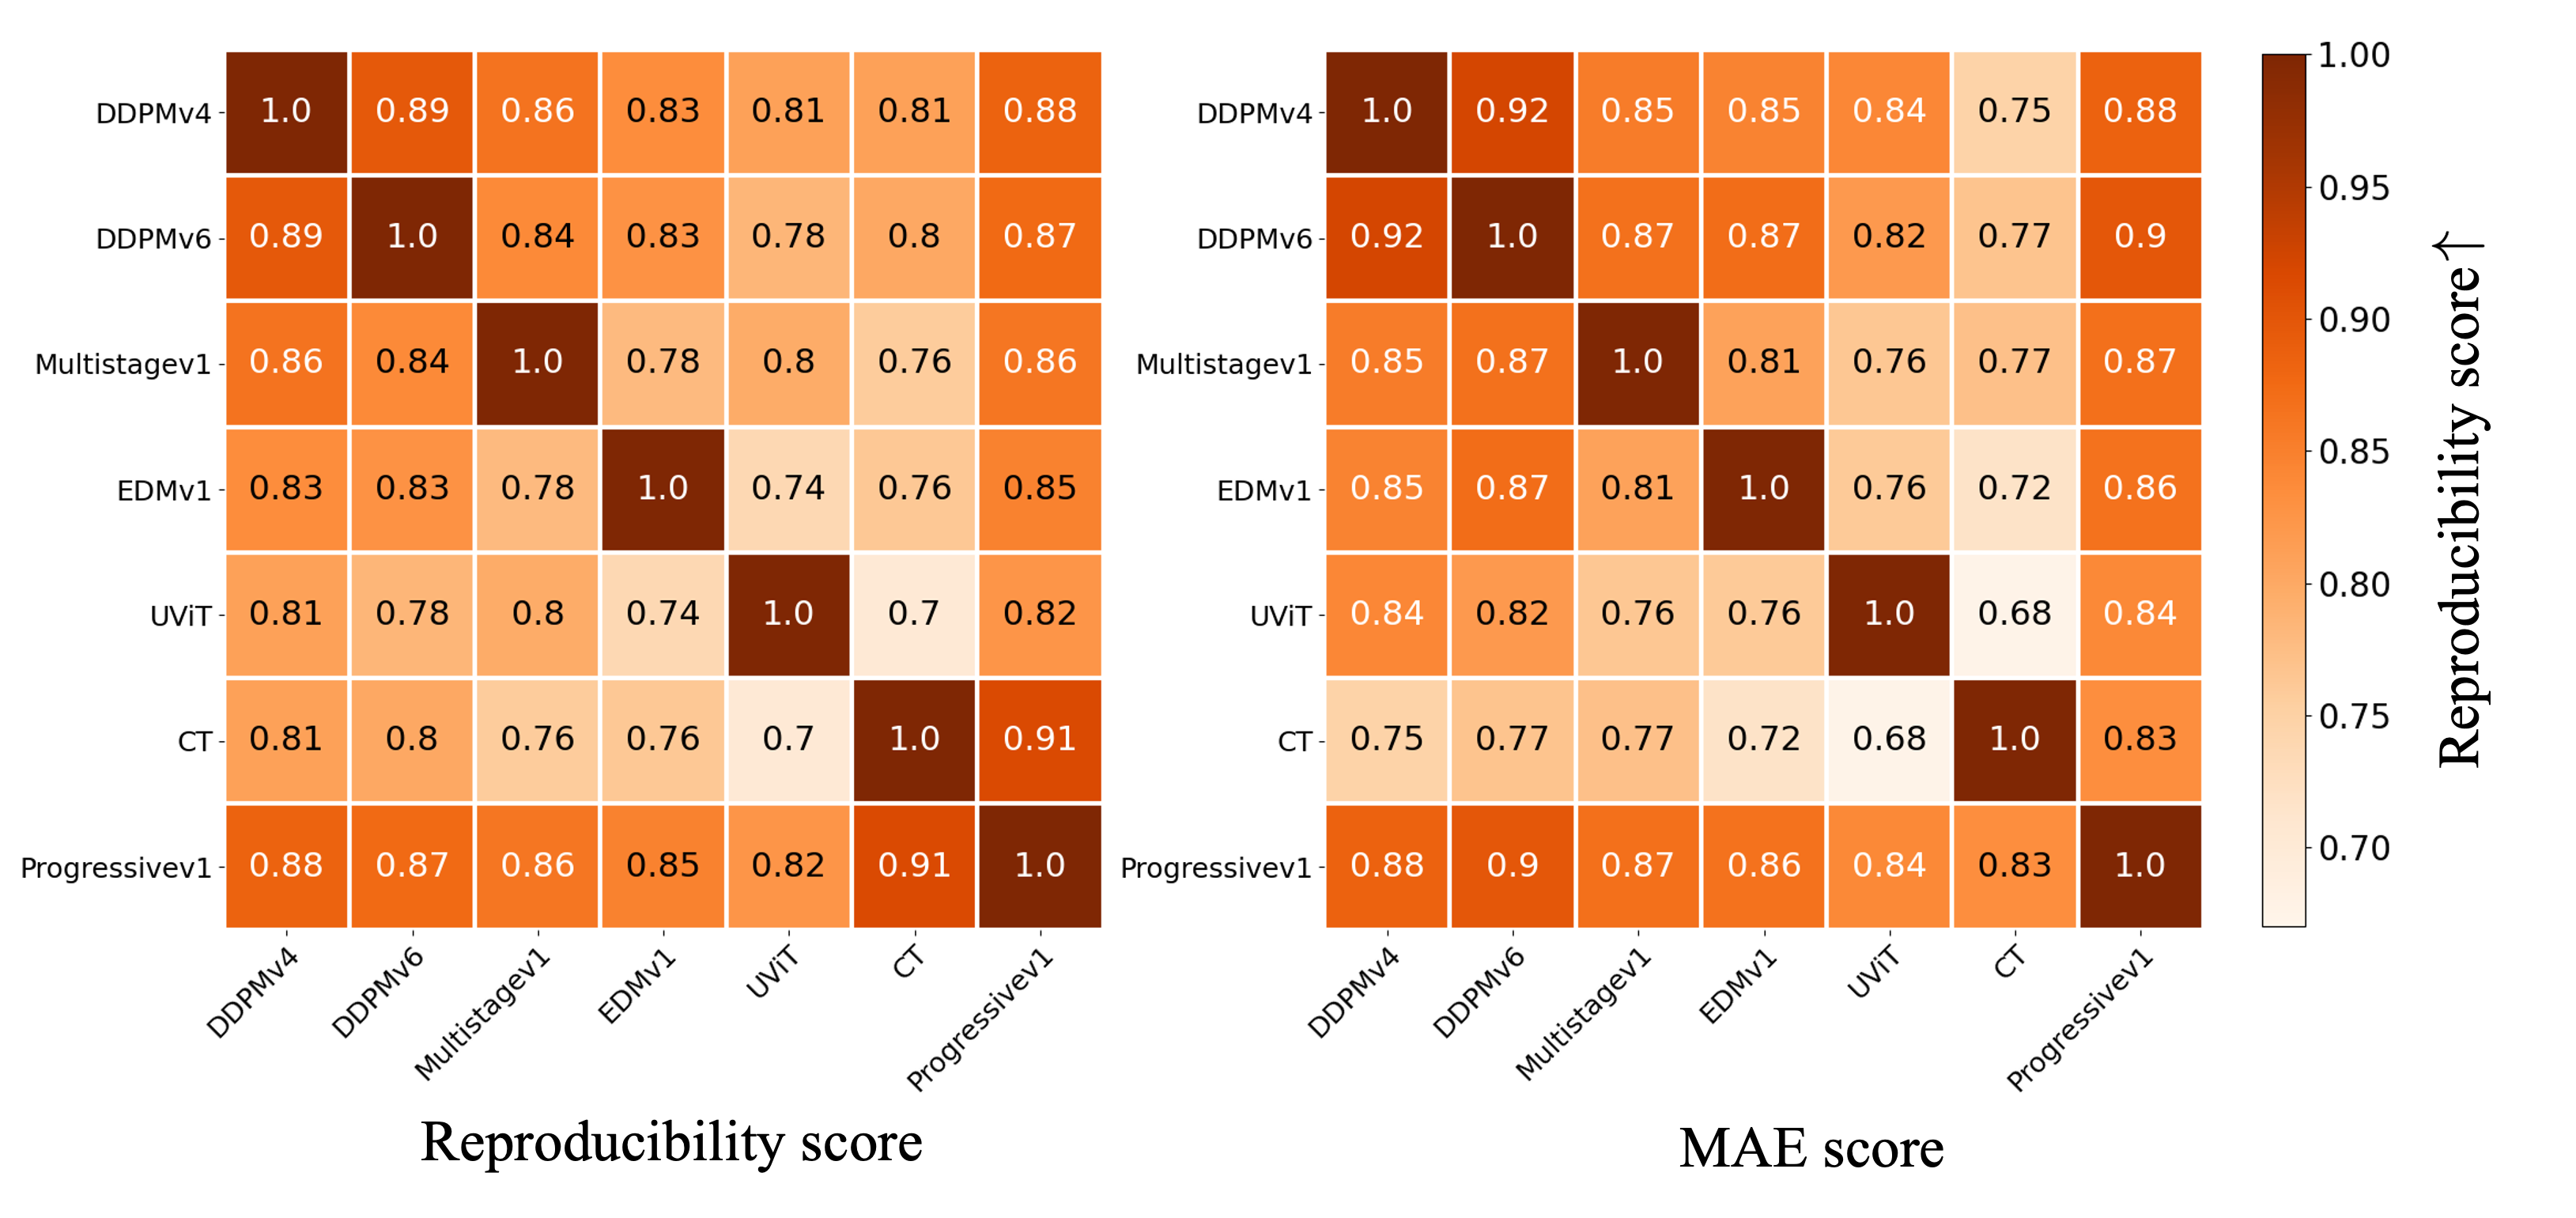 DDPMv4 1.0 0.89 0.86 0.83 0.81 0.81 0.88
DDPMv6 0.89 1.0 0.84 0.83 0.78 0.8 0.87
Multistagev1 0.86 0.84 1.0 0.78 0.8 0.76 0.86
EDMv1 0.83 0.83 0.78 1.0 0.74 0.76 0.85
UViT 0.81 0.78 0.8 0.74 1.0 0.7 0.82
CT 0.81 0.8 0.76 0.76 0.7 1.0 0.91
Progressivev1 0.88 0.87 0.86 0.85 0.82 0.91 1.0
DDPMv4 DDPMv6 Multistagev1 EDMv1 UViT CT Progressivev1
Reproducibility score
DDPMv4 1.0 0.92 0.85 0.85 0.84 0.75 0.88
DDPMv6 0.92 1.0 0.87 0.87 0.82 0.77 0.9
Multistagev1 0.85 0.87 1.0 0.81 0.76 0.77 0.87
EDMv1 0.85 0.87 0.81 1.0 0.76 0.72 0.86
UViT 0.84 0.82 0.76 0.76 1.0 0.68 0.84
CT 0.75 0.77 0.77 0.72 0.68 1.0 0.83
Progressivev1 0.88 0.9 0.87 0.86 0.84 0.83 1.0
DDPMv4 DDPMv6 Multistagev1 EDMv1 UViT CT Progressivev1
MAE score
1.00
0.95
0.90
0.85
0.80
0.75
0.70
Reproducibility score↑